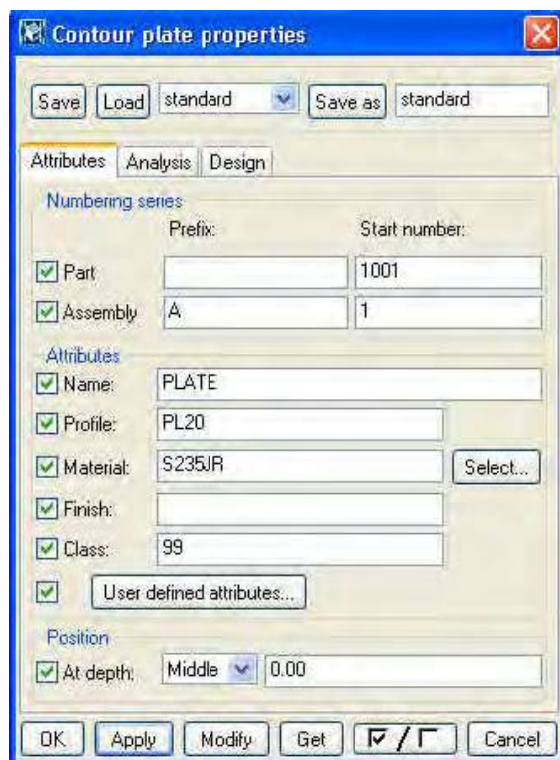 Contour plate properties
Save Load standard Save as standard
Attributes Analysis Design
Numbering series
Prefix: Start number:
Part 1001
Assembly A 1
Attributes
Name: PLATE
Profile: PL20
Material: S235JR Select...
Finish:
Class: 99
User defined attributes...
Position
At depth: Middle 0.00
OK Apply Modify Get / Cancel